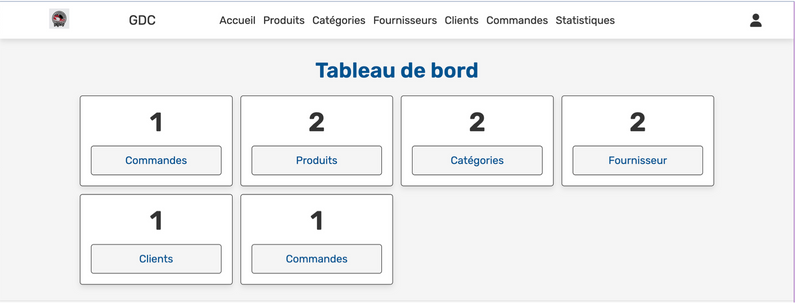 GDC Accueil Produits Catégories Fournisseurs Clients Commandes Statistiques
Tableau de bord
1 2 2 2
Commandes Produits Catégories Fournisseur
1 1
Clients Commandes